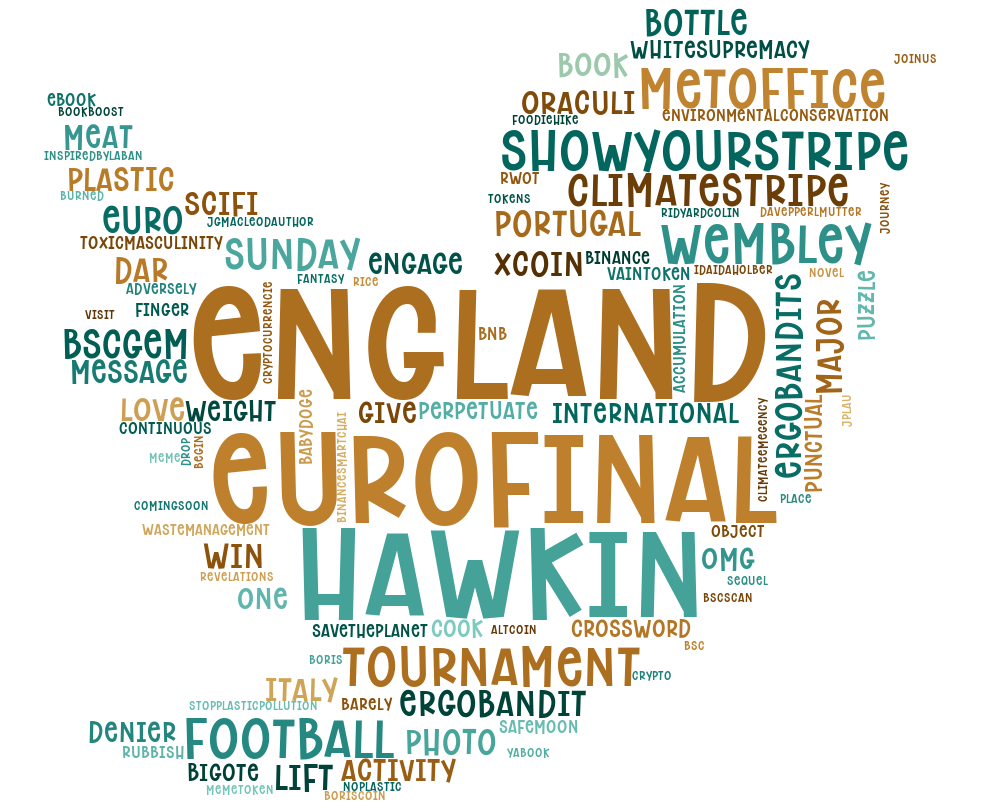 BOTTLE
WHITESUPREMACY
BOOK
JOINUS
METOFFICE
ORACULI
EBOOK
BOOKBOOST
ENVIRONMENTALCONSERVATION
FOODIEHIKE
MEAT
SHOWYOURSTRIPE
INSPIREDBYLABAN
PLASTIC
RWOT
CLIMATESTRIPE
BURNED
SCIFI
TOKENS
JOURNEY
EURO
JGMACLEODAUTHOR
PORTUGAL
RIDYARDCOLIN
DAVEPERLMUTTER
TOXICMASCULINITY
SUNDAY
ENGAGE
XCOIN
BINANCE
WEMBLEY
DAR
FANTASY
RICE
VAINTOKEN
IDAIDAHOLBER
NOVEL
ADVERSELY
VISIT
FINGER
CRYPTOCURRENCIE
ENGLAND
BNB
ACCUMULATION
ERGOBANDITS
MAJOR
PUZZLE
BSCGEM
MESSAGE
LOVE
WEIGHT
BABYDOGE
GIVE
PERPETUATE
INTERNATIONAL
PUNCTUAL
JPLAU
CONTINUOUS
MEME
DROP
BEGIN
EUROFINAL
BINANCESMARTCHAI
CLIMATEEMEGENCY
PLACE
COMINGSOON
WASTEMANAGEMENT
HAWKIN
OBJECT
WIN
OMG
REVELATIONS
SEQUEL
ONE
BSCSCAN
SAVETHEPLANET
COOK
ALTCOIN
CROSSWORD
BSC
BORIS
TOURNAMENT
CRYPTO
ITALY
STOPPLASTICPOLLUTION
BARELY
ERGOBANDIT
DENIER
RUBBISH
FOOTBALL
PHOTO
SAFEMOON
YABOOK
BIGOTE
LIFT
ACTIVITY
MEMETOKEN
NOPLASTIC
BORISCOIN